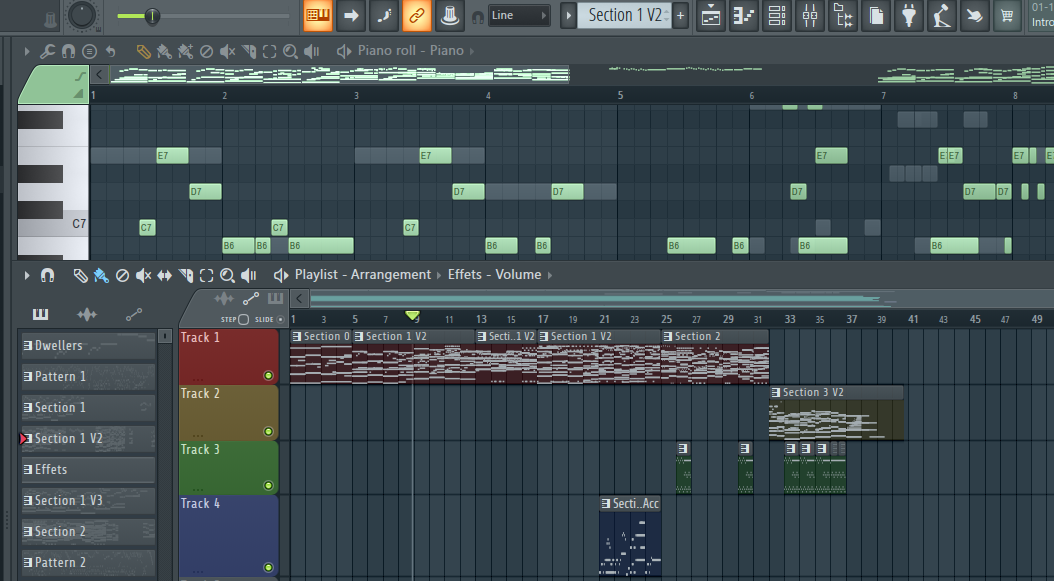 Line
Section 1 V2
+
01-1
Intro
Piano roll - Piano
1 2 3 4 5 6 7 8
E7 E7 E7 E E7 E7 E
D7 D7 D7 D7 D7 D7
C7
C7 C7 C7
B6 B6 B6 B6 B6 B6 B6 B6 B6
Playlist - Arrangement Effets - Volume
STEP SLIDE
1 3 5 7 9 11 13 15 17 19 21 23 25 27 29 31 33 35 37 39 41 43 45 47 49
Dwellers
Pattern 1
Section 1
Section 1 V2
Effets
Section 1 V3
Section 2
Pattern 2
Track 1
Section 0 Section 1 V2 Secti..1 V2 Section 1 V2 Section 2
Track 2
Section 3 V2
Track 3
Track 4
Secti..Acc